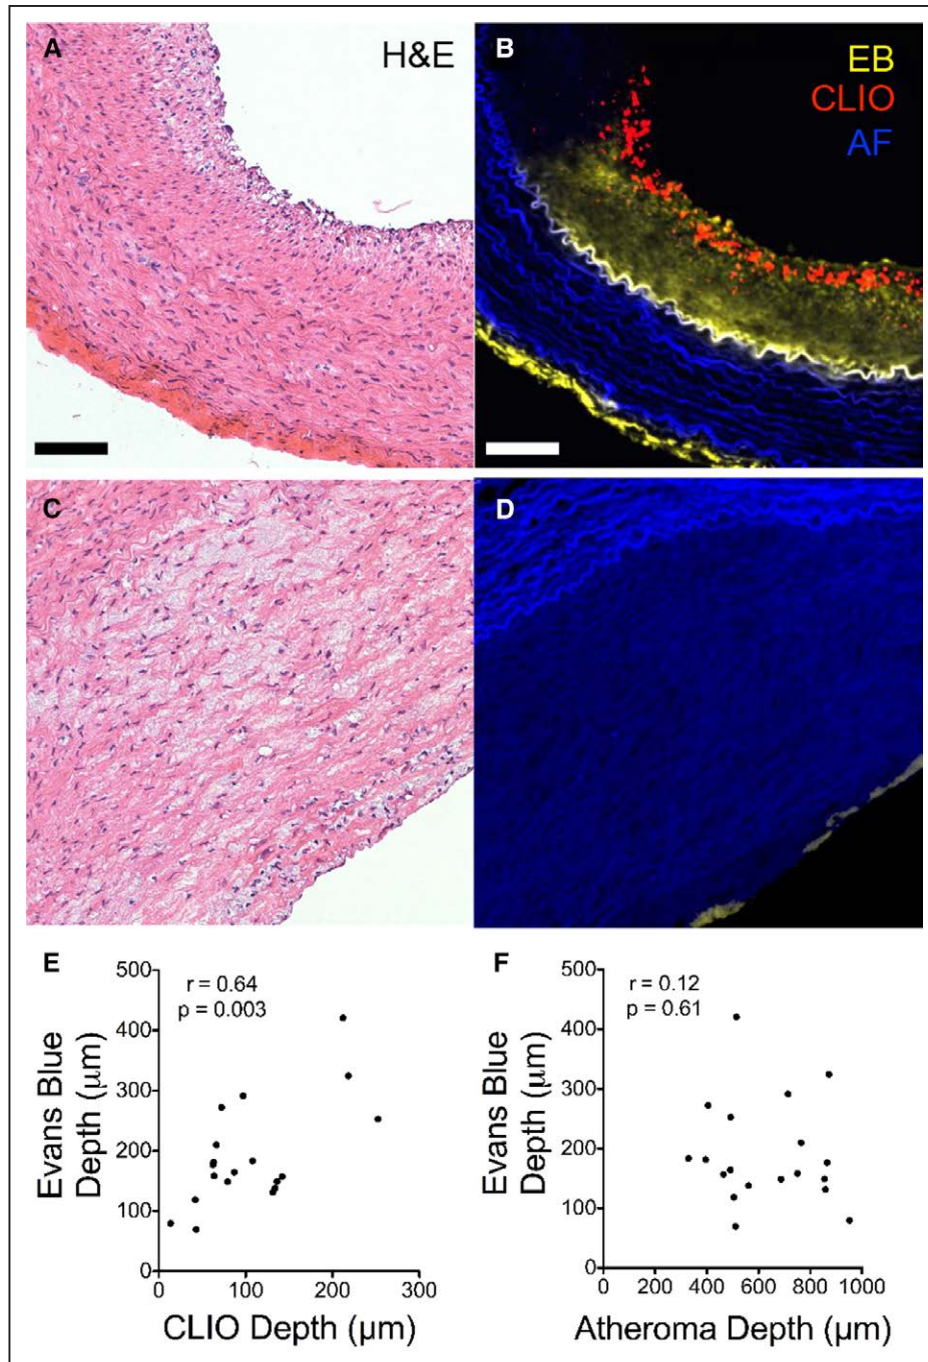 A
H&E
B
EB
CLIO
AF
C
D
E
500
400
300
200
100
0
r = 0.64
p = 0.003
Evans Blue
Depth (μm)
0
100
200
300
CLIO Depth (μm)
F
500
400
300
200
100
0
r = 0.12
p = 0.61
Evans Blue
Depth (μm)
0
200
400
600
800
1000
Atheroma Depth (μm)